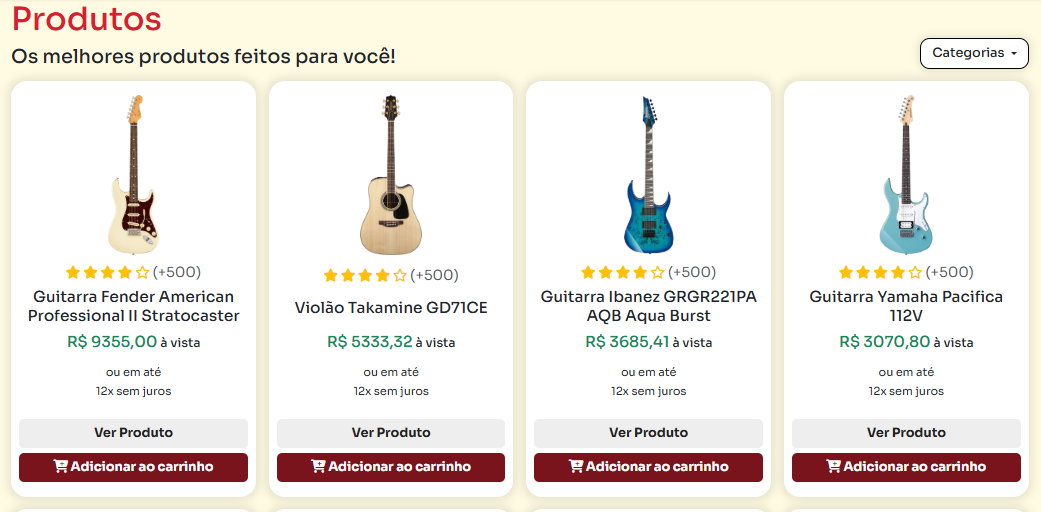 Produtos
Os melhores produtos feitos para você!
Categorias
(+500)
Guitarra Fender American
Professional II Stratocaster
R$ 9355,00 à vista
ou em até
12x sem juros
Ver Produto
Adicionar ao carrinho
(+500)
Violão Takamine GD71CE
R$ 5333,32 à vista
ou em até
12x sem juros
Ver Produto
Adicionar ao carrinho
(+500)
Guitarra Ibanez GRGR221PA
AQB Aqua Burst
R$ 3685,41 à vista
ou em até
12x sem juros
Ver Produto
Adicionar ao carrinho
(+500)
Guitarra Yamaha Pacifica
112V
R$ 3070,80 à vista
ou em até
12x sem juros
Ver Produto
Adicionar ao carrinho